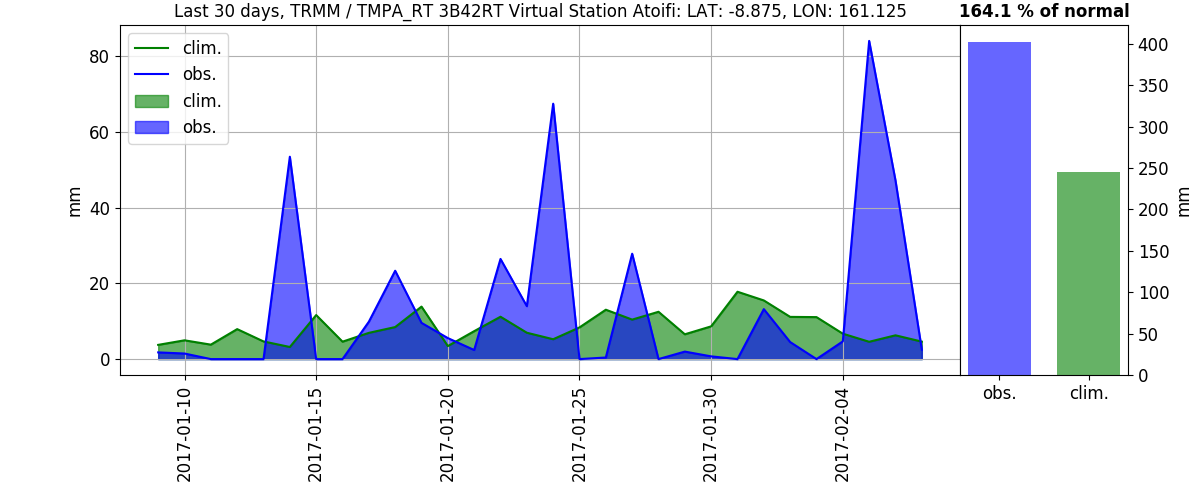 Last 30 days, TRMM / TMPA_RT 3B42RT Virtual Station Atoifi: LAT: -8.875, LON: 161.125
164.1 % of normal
clim.
obs.
clim.
obs.
mm
80
60
40
20
0
2017-01-10
2017-01-15
2017-01-20
2017-01-25
2017-01-30
2017-02-04
400
350
300
250
200
150
100
50
0
mm
obs.
clim.